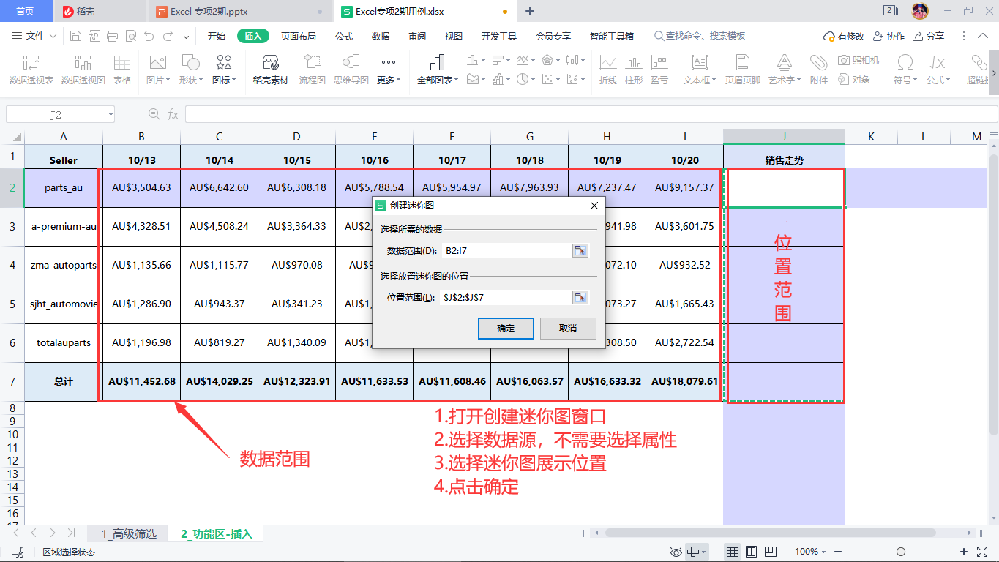 首页 稻壳 Excel 专项2期.pptx Excel专项2期用例.xlsx 2
文件 开始 插入 页面布局 公式 数据 审阅 视图 开发工具 会员专享 智能工具箱 查找命令、搜索模板 有修改 协作 分享
数据透视表 数据透视图 表格 图片 形状 图标 稻壳素材 流程图 思维导图 更多 全部图表 折线 柱形 盈亏 文本框 页眉页脚 艺术字 附件 照相机 对象 符号 公式 超链接
J2 fx
A B C D E F G H I J K L M
1 Seller 10/13 10/14 10/15 10/16 10/17 10/18 10/19 10/20 销售走势
2 parts_au AU$3,504.63 AU$6,642.60 AU$6,308.18 AU$5,788.54 AU$5,954.97 AU$7,963.93 AU$7,237.47 AU$9,157.37
3 a-premium-au AU$4,328.51 AU$4,508.24 AU$3,364.33 AU$2, 941.98 AU$3,601.75
4 zma-autoparts AU$1,135.66 AU$1,115.77 AU$970.08 072.10 AU$932.52
5 sjht_automovie AU$1,286.90 AU$943.37 AU$341.23 AU$1, 073.27 AU$1,665.43
6 totalauparts AU$1,196.98 AU$819.27 AU$1,340.09 AU$1, 308.50 AU$2,722.54
7 总计 AU$11,452.68 AU$14,029.25 AU$12,323.91 AU$11,633.53 AU$11,608.46 AU$16,063.57 AU$16,633.32 AU$18,079.61
创建迷你图
选择所需的数据
数据范围(D): B2:I7
选择放置迷你图的位置
位置范围(L): $J$2:$J$7
确定 取消
位
置
范
围
8
9
10
11
12
13
14
15
16
17
数据范围
1.打开创建迷你图窗口
2.选择数据源，不需要选择属性
3.选择迷你图展示位置
4.点击确定
1_高级筛选 2_功能区-插入
区域选择状态 100%